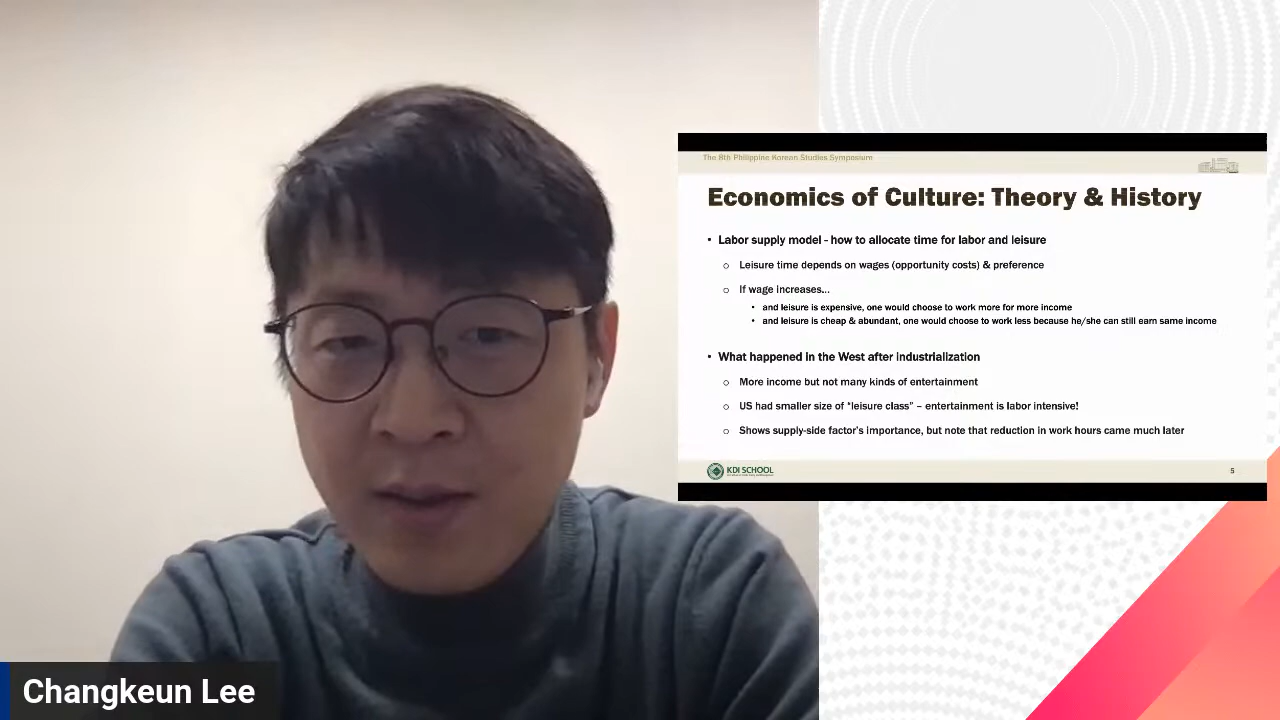 The 8th Philippine Korean Studies Symposium
Economics of Culture: Theory & History
• Labor supply model - how to allocate time for labor and leisure
o Leisure time depends on wages (opportunity costs) & preference
o If wage increases...
• and leisure is expensive, one would choose to work more for more income
• and leisure is cheap & abundant, one would choose to work less because he/she can still earn same income
• What happened in the West after industrialization
o More income but not many kinds of entertainment
o US had smaller size of "leisure class" – entertainment is labor intensive!
o Shows supply-side factor's importance, but note that reduction in work hours came much later
KDI SCHOOL
5
Changkeun Lee